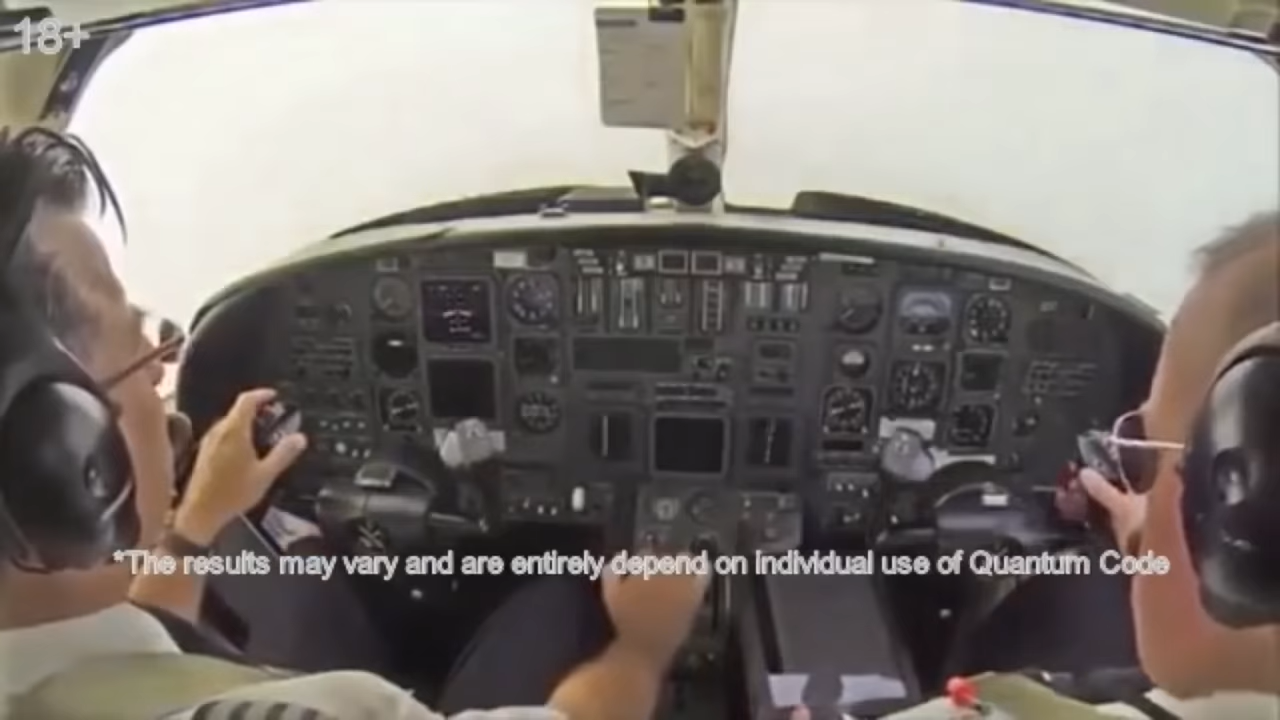 18+
*The results may vary and are entirely depend on individual use of Quantum Code